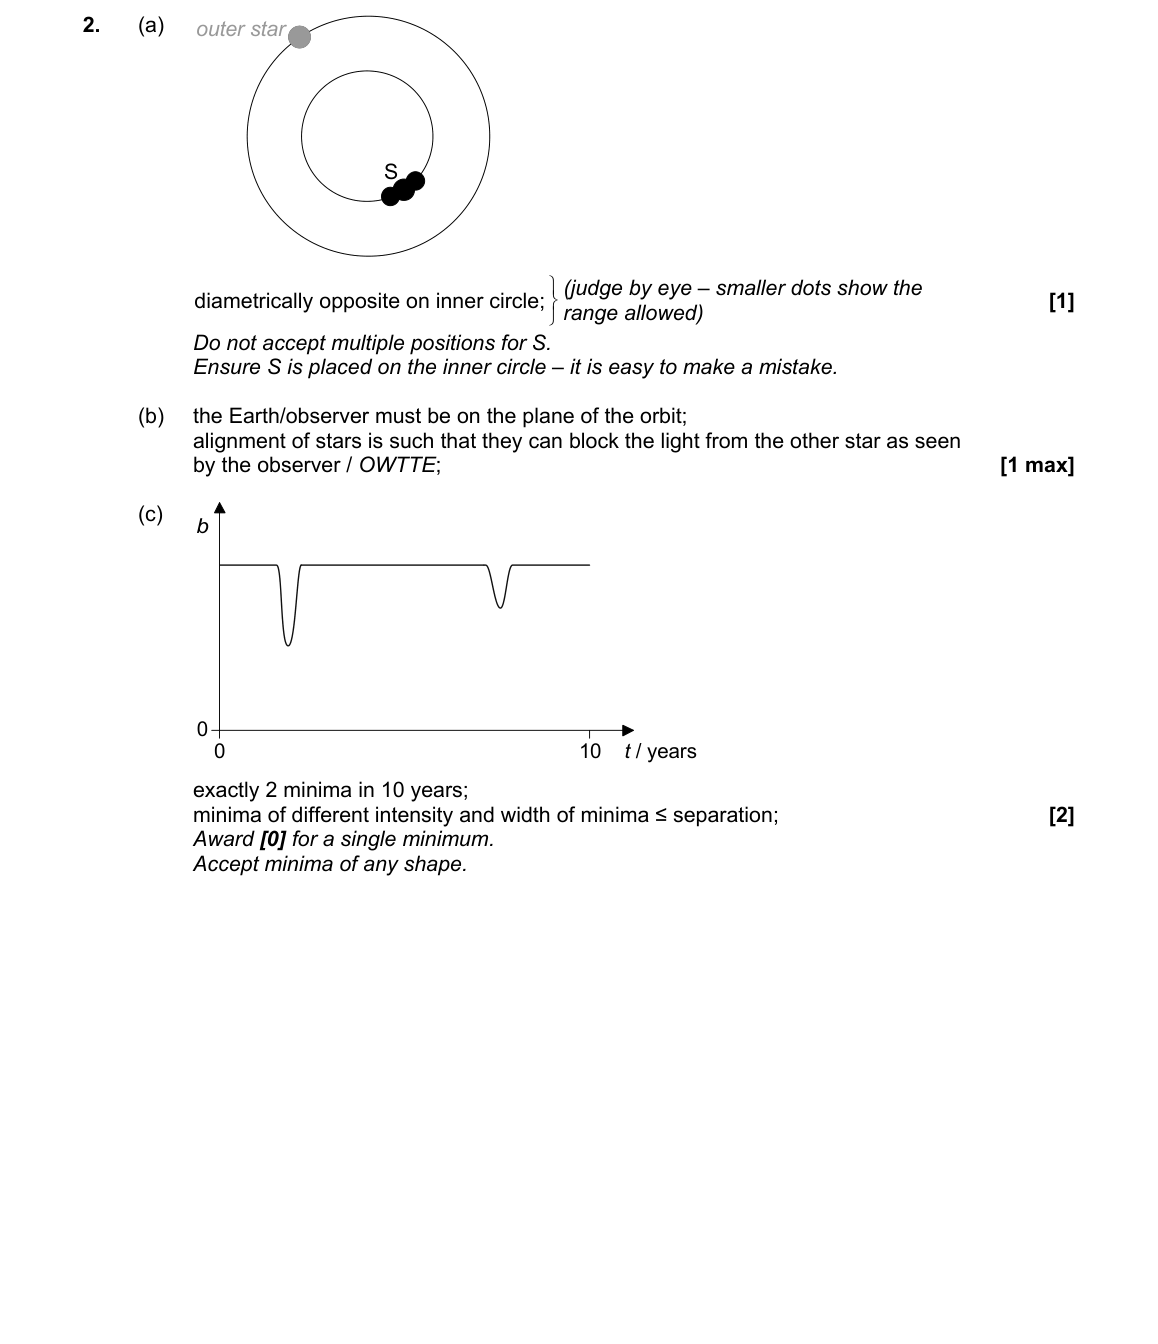 2. (a) outer star
S
diametrically opposite on inner circle; (judge by eye – smaller dots show the range allowed) [1]
Do not accept multiple positions for S.
Ensure S is placed on the inner circle – it is easy to make a mistake.
(b) the Earth/observer must be on the plane of the orbit;
alignment of stars is such that they can block the light from the other star as seen
by the observer / OWTTE; [1 max]
(c)
b
0
0 10 t / years
exactly 2 minima in 10 years;
minima of different intensity and width of minima ≤ separation; [2]
Award [0] for a single minimum.
Accept minima of any shape.